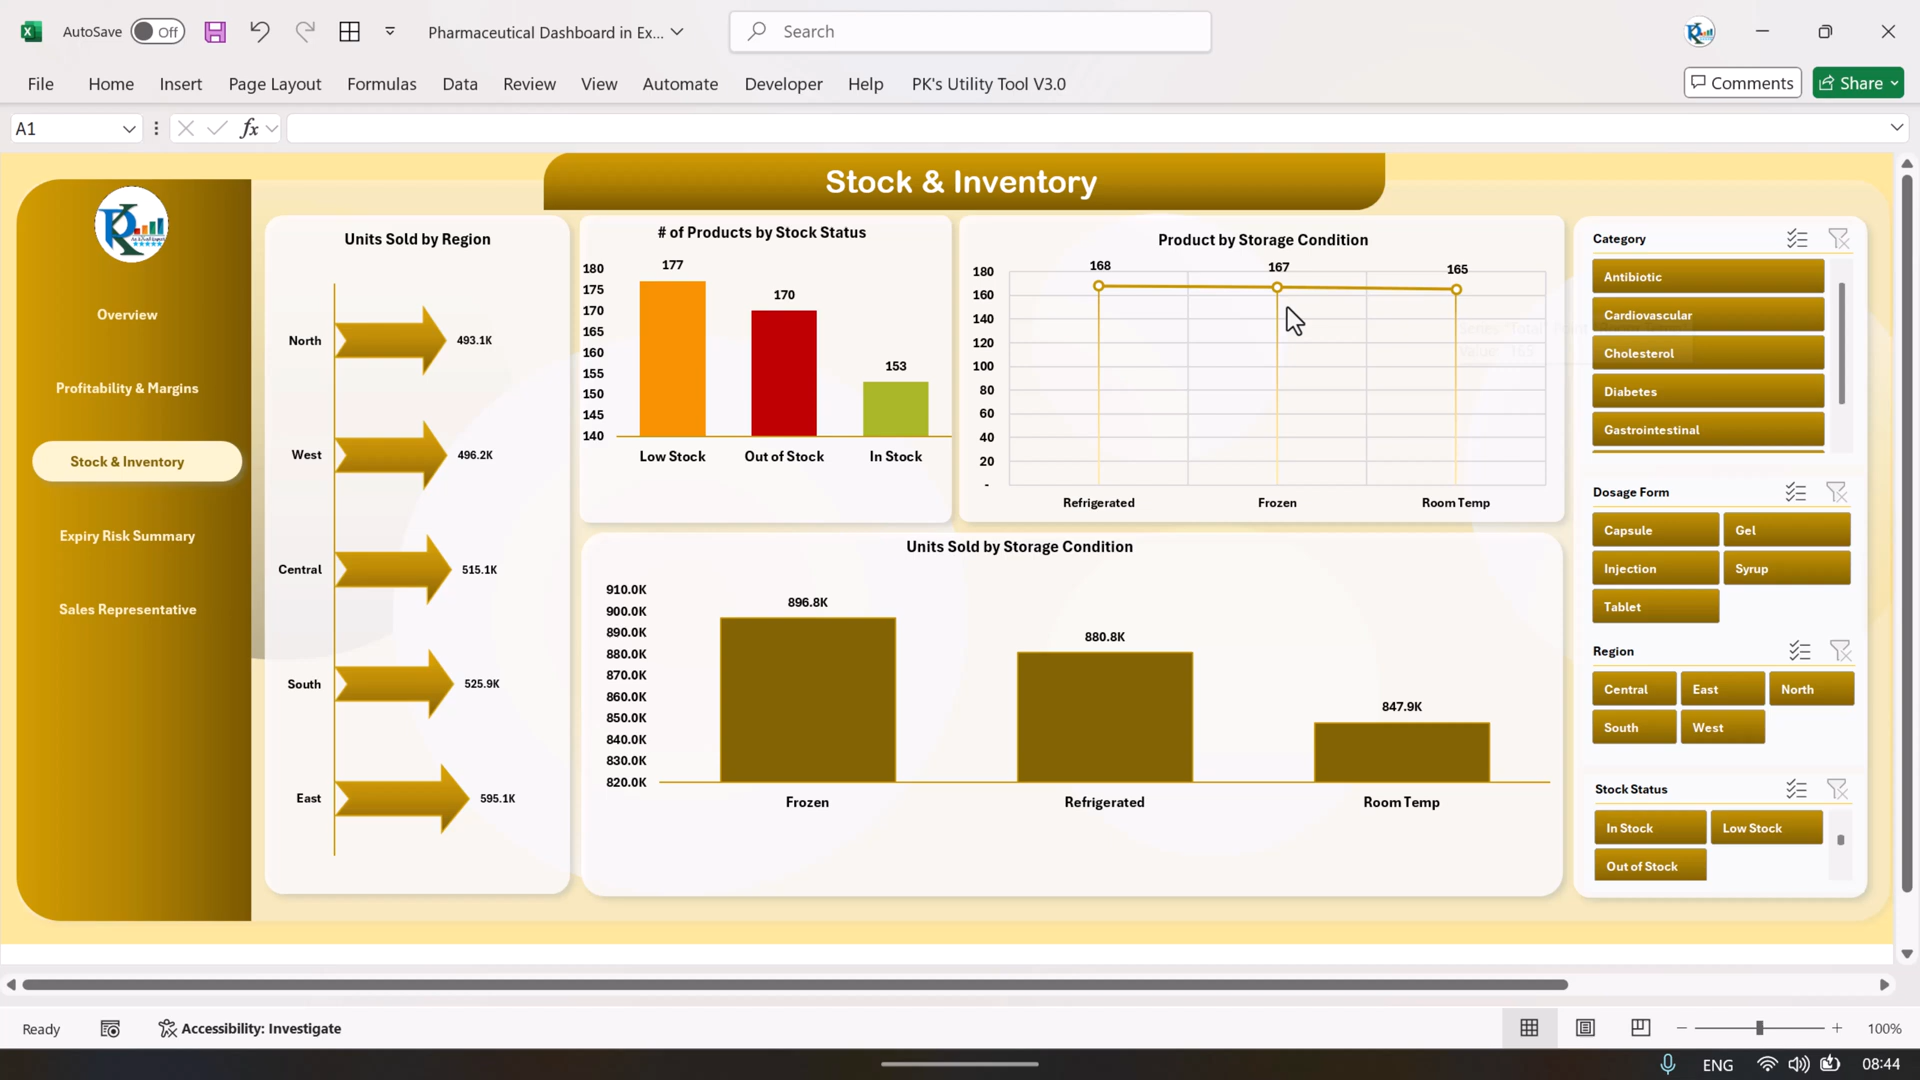 AutoSave Off
Pharmaceutical Dashboard in Ex...
Search
File Home Insert Page Layout Formulas Data Review View Automate Developer Help PK's Utility Tool V3.0
Comments Share
A1
fx
Stock & Inventory
Overview
Profitability & Margins
Stock & Inventory
Expiry Risk Summary
Sales Representative
Units Sold by Region
North 493.1K
West 496.2K
Central 515.1K
South 525.9K
East 595.1K
# of Products by Stock Status
180
175
170
165
160
155
150
145
140
177
170
153
Low Stock Out of Stock In Stock
Product by Storage Condition
180
160
140
120
100
80
60
40
20
-
168 167 165
Refrigerated Frozen Room Temp
Units Sold by Storage Condition
910.0K
900.0K
890.0K
880.0K
870.0K
860.0K
850.0K
840.0K
830.0K
820.0K
896.8K
880.8K
847.9K
Frozen Refrigerated Room Temp
Category
Antibiotic
Cardiovascular
Cholesterol
Diabetes
Gastrointestinal
Dosage Form
Capsule Gel
Injection Syrup
Tablet
Region
Central East North
South West
Stock Status
In Stock Low Stock
Out of Stock
Ready
Accessibility: Investigate
100%
ENG
08:44